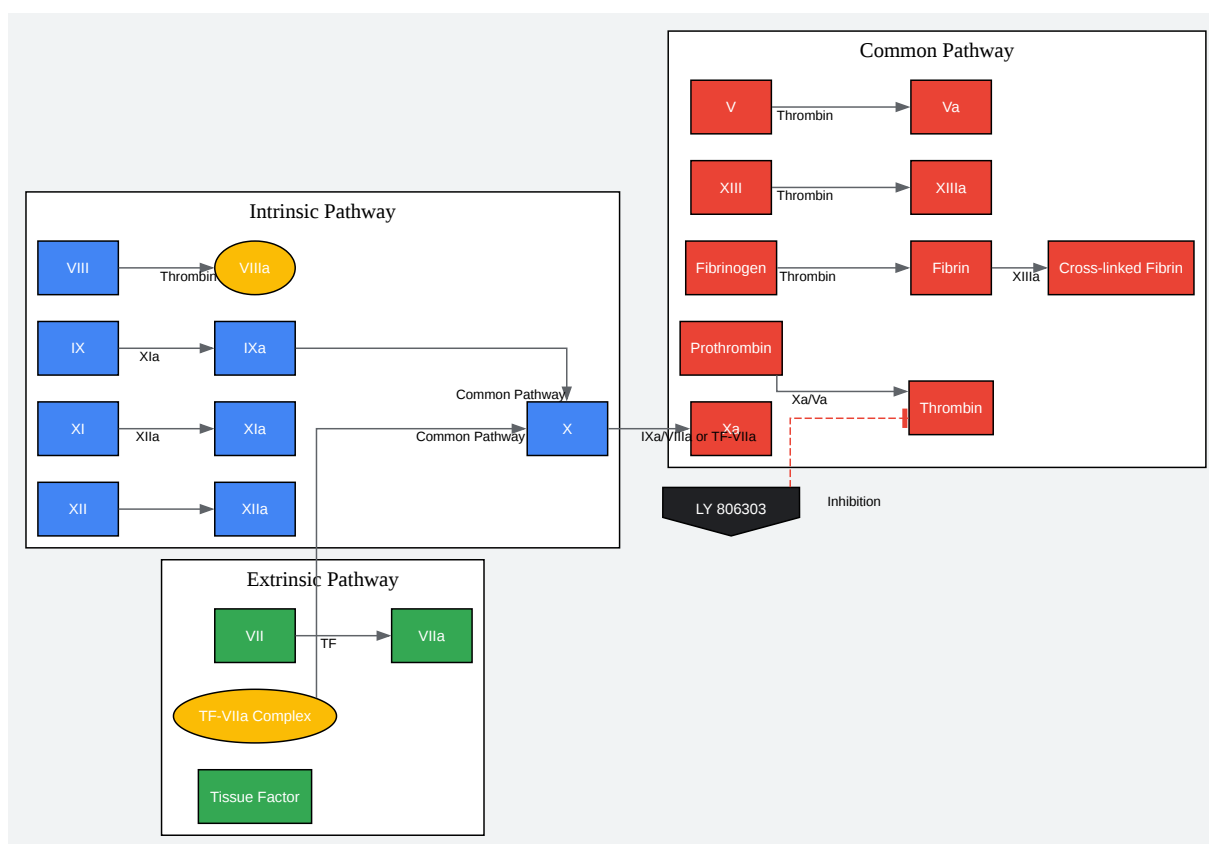 Common Pathway
V
Thrombin
Va
XIII
Thrombin
XIIIa
Fibrinogen
Thrombin
Fibrin
XIIIa
Cross-linked Fibrin
Prothrombin
Xa/Va
Thrombin
Xa
IXa/VIIIa or TF-VIIa
LY 806303
Inhibition
Intrinsic Pathway
VIII
Thrombin
VIIIa
IX
XIa
IXa
Common Pathway
XI
XIIa
XIa
Common Pathway
X
XII
XIIa
Extrinsic Pathway
VII
TF
VIIa
TF-VIIa Complex
Tissue Factor